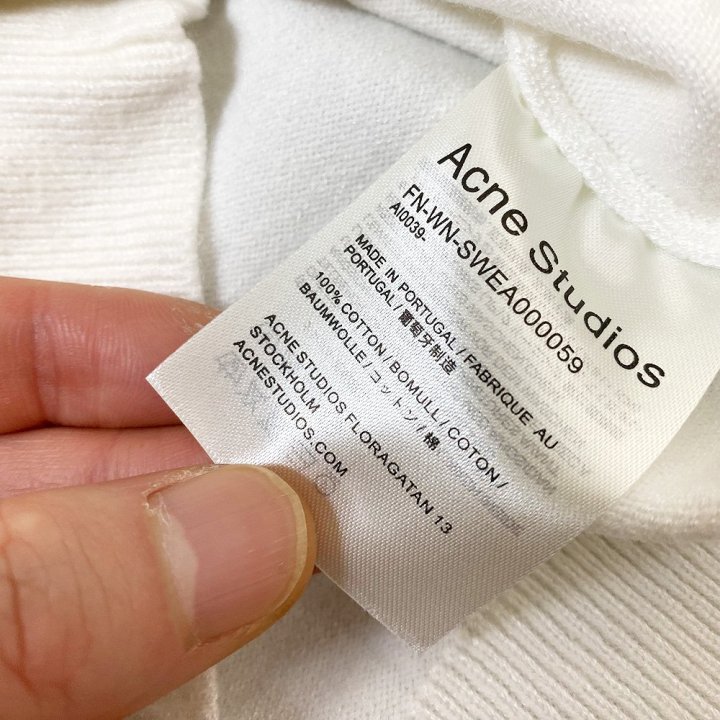 Acne Studios
FN-WN-SWEA000059
AI0039-
MADE IN PORTUGAL / FABRIQUE AU
PORTUGAL / 葡萄牙制造
100% COTTON / BOMULL / COTON /
BAUMWOLLE / コットン / 棉
ACNE STUDIOS FLORAGATAN 13
STOCKHOLM
ACNESTUDIOS.COM